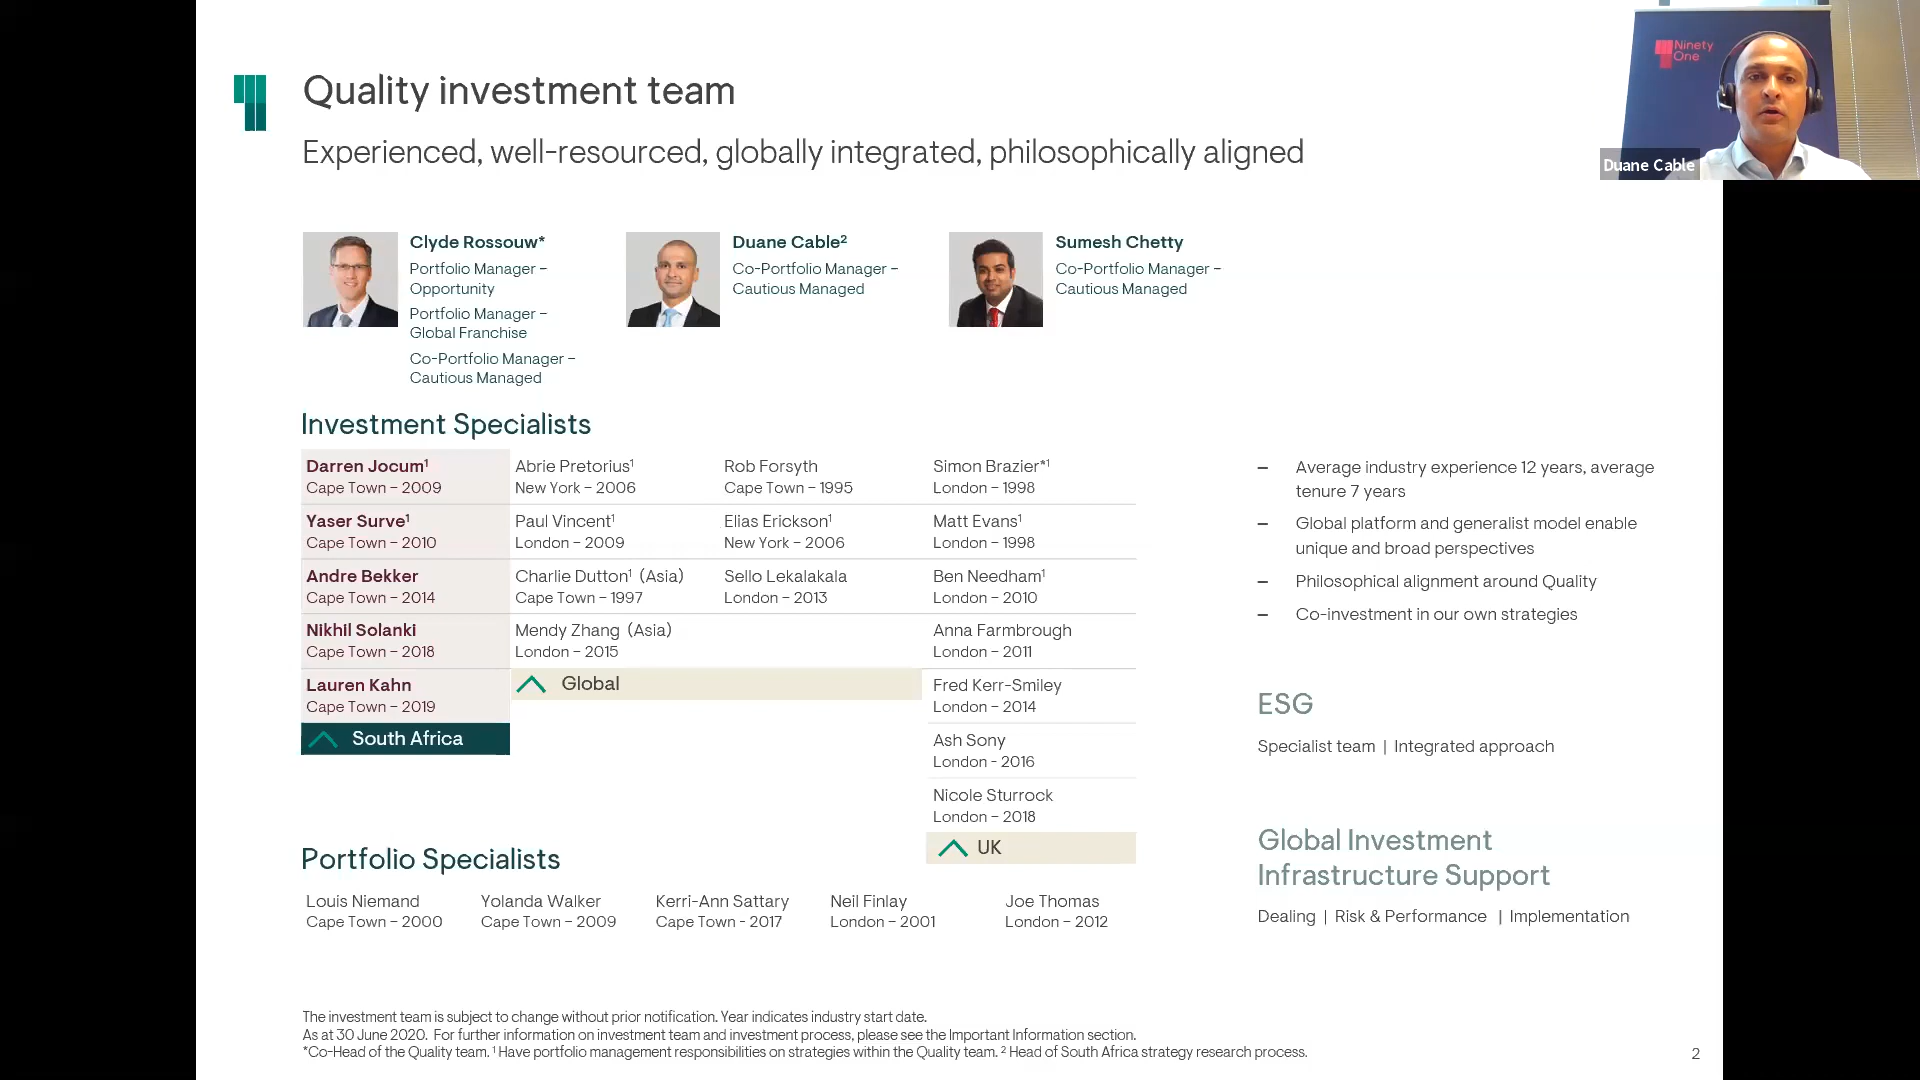 Quality investment team
Experienced, well-resourced, globally integrated, philosophically aligned
Ninety
One
Duane Cable
Clyde Rossouw*
Portfolio Manager –
Opportunity
Portfolio Manager –
Global Franchise
Co-Portfolio Manager –
Cautious Managed
Duane Cable²
Co-Portfolio Manager –
Cautious Managed
Sumesh Chetty
Co-Portfolio Manager –
Cautious Managed
Investment Specialists
Darren Jocum¹
Cape Town – 2009
Yaser Surve¹
Cape Town – 2010
Andre Bekker
Cape Town – 2014
Nikhil Solanki
Cape Town – 2018
Lauren Kahn
Cape Town – 2019
South Africa
Abrie Pretorius¹
New York – 2006
Paul Vincent¹
London – 2009
Charlie Dutton¹ (Asia)
Cape Town – 1997
Mendy Zhang (Asia)
London – 2015
Rob Forsyth
Cape Town – 1995
Elias Erickson¹
New York – 2006
Sello Lekalakala
London – 2013
Global
Simon Brazier*¹
London – 1998
Matt Evans¹
London – 1998
Ben Needham¹
London – 2010
Anna Farmbrough
London – 2011
Fred Kerr-Smiley
London – 2014
Ash Sony
London - 2016
Nicole Sturrock
London – 2018
UK
– Average industry experience 12 years, average
tenure 7 years
– Global platform and generalist model enable
unique and broad perspectives
– Philosophical alignment around Quality
– Co-investment in our own strategies
ESG
Specialist team | Integrated approach
Global Investment
Infrastructure Support
Dealing | Risk & Performance | Implementation
Portfolio Specialists
Louis Niemand
Cape Town – 2000
Yolanda Walker
Cape Town – 2009
Kerri-Ann Sattary
Cape Town - 2017
Neil Finlay
London – 2001
Joe Thomas
London – 2012
The investment team is subject to change without prior notification. Year indicates industry start date.
As at 30 June 2020. For further information on investment team and investment process, please see the Important Information section.
*Co-Head of the Quality team. ¹ Have portfolio management responsibilities on strategies within the Quality team. ² Head of South Africa strategy research process.
2